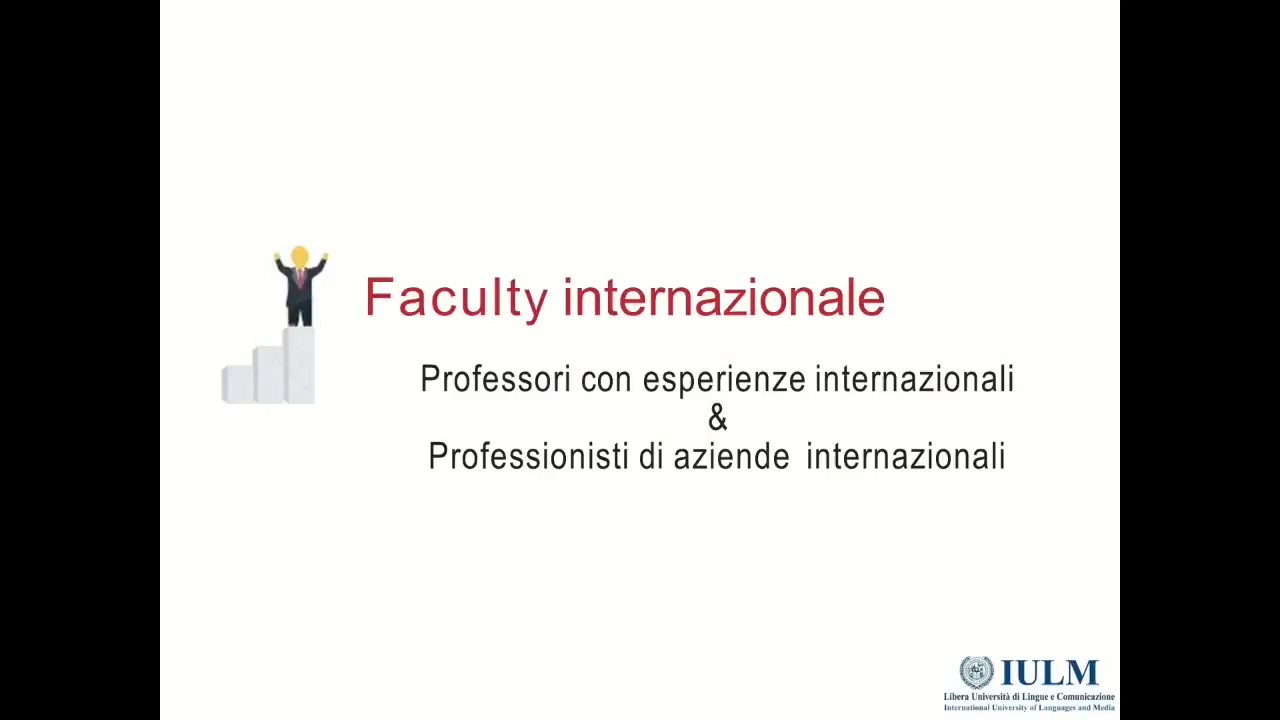 Faculty internazionale
Professori con esperienze internazionali
&
Professionisti di aziende internazionali
IULM
Libera Università di Lingue e Comunicazione
International University of Languages and Media